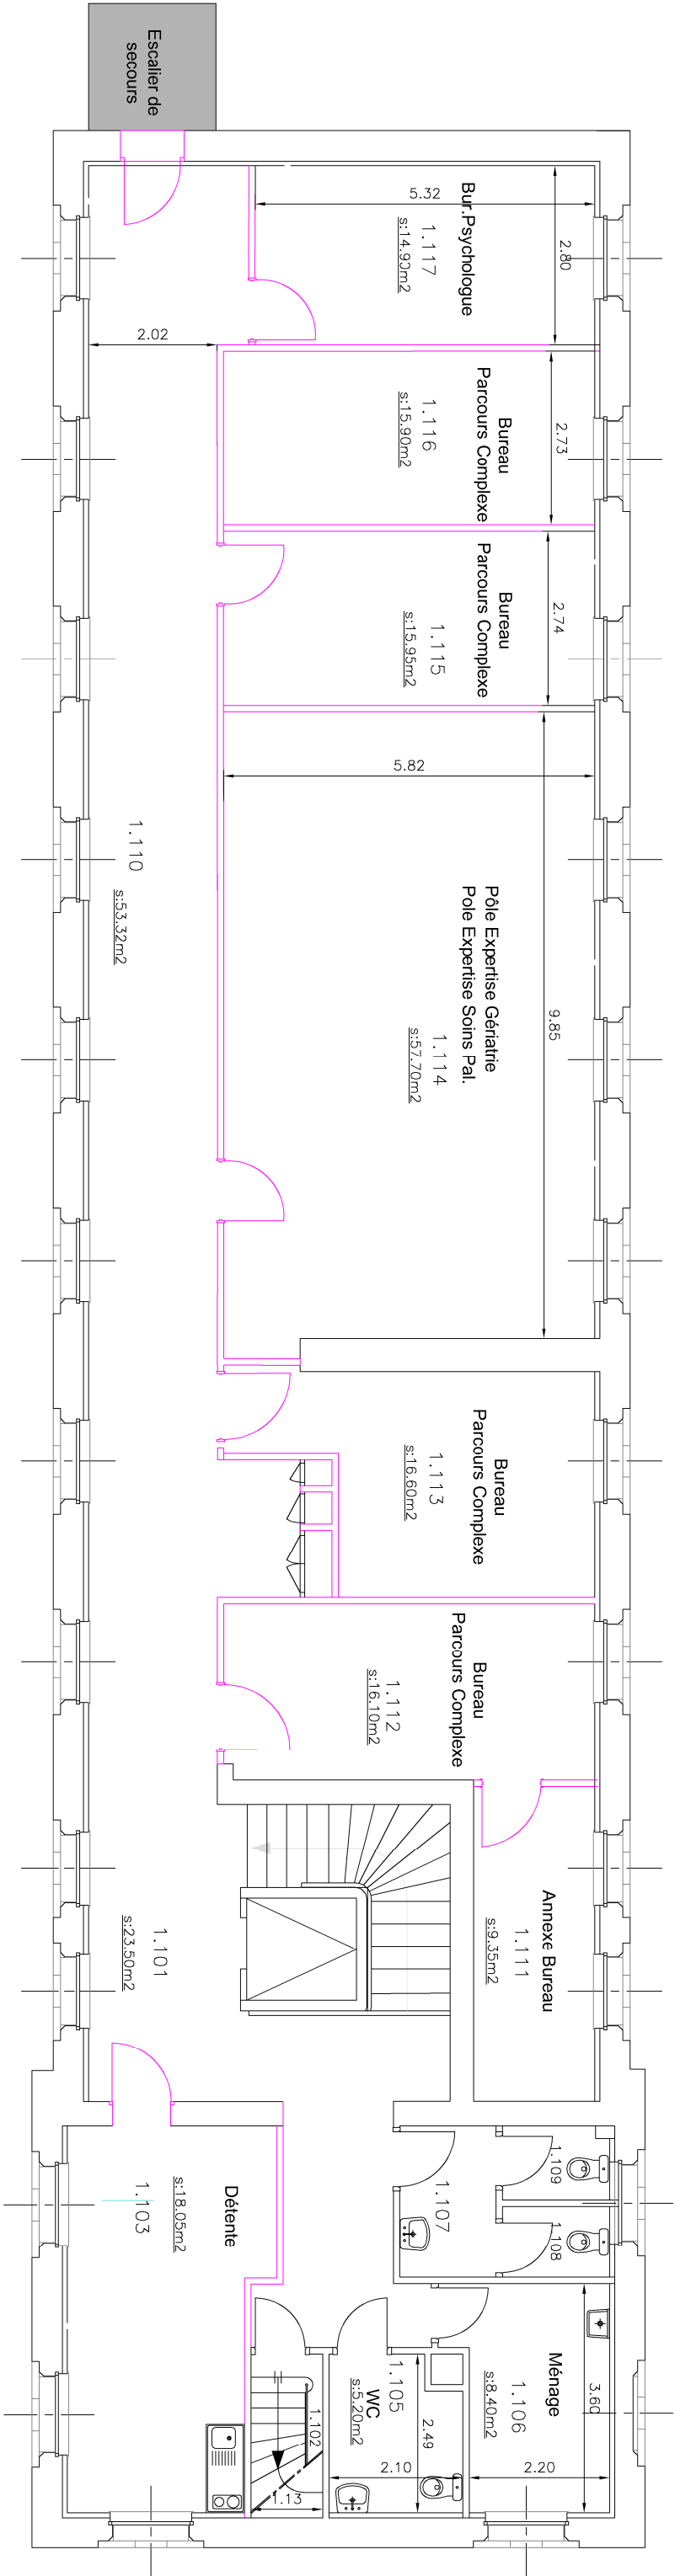 Escalier de
secours
Bur.Psychologue
1.117
s:14.93m2
5.32
2.80
2.02
Bureau
Parcours Complexe
1.116
s:15.90m2
2.73
Bureau
Parcours Complexe
1.115
s:15.95m2
2.74
5.82
Pôle Expertise Gériatrie
Pole Expertise Soins Pal.
1.114
s:57.70m2
9.85
1.110
s:53.32m2
Bureau
Parcours Complexe
1.113
s:16.60m2
Bureau
Parcours Complexe
1.112
s:16.10m2
Annexe Bureau
1.111
s:9.35m2
1.101
s:23.50m2
1.109
1.108
1.107
Détente
s:18.05m2
1.103
Ménage
1.106
s:8.40m2
3.60
2.20
1.105
WC
s:5.20m2
2.49
2.10
1.102
1.13